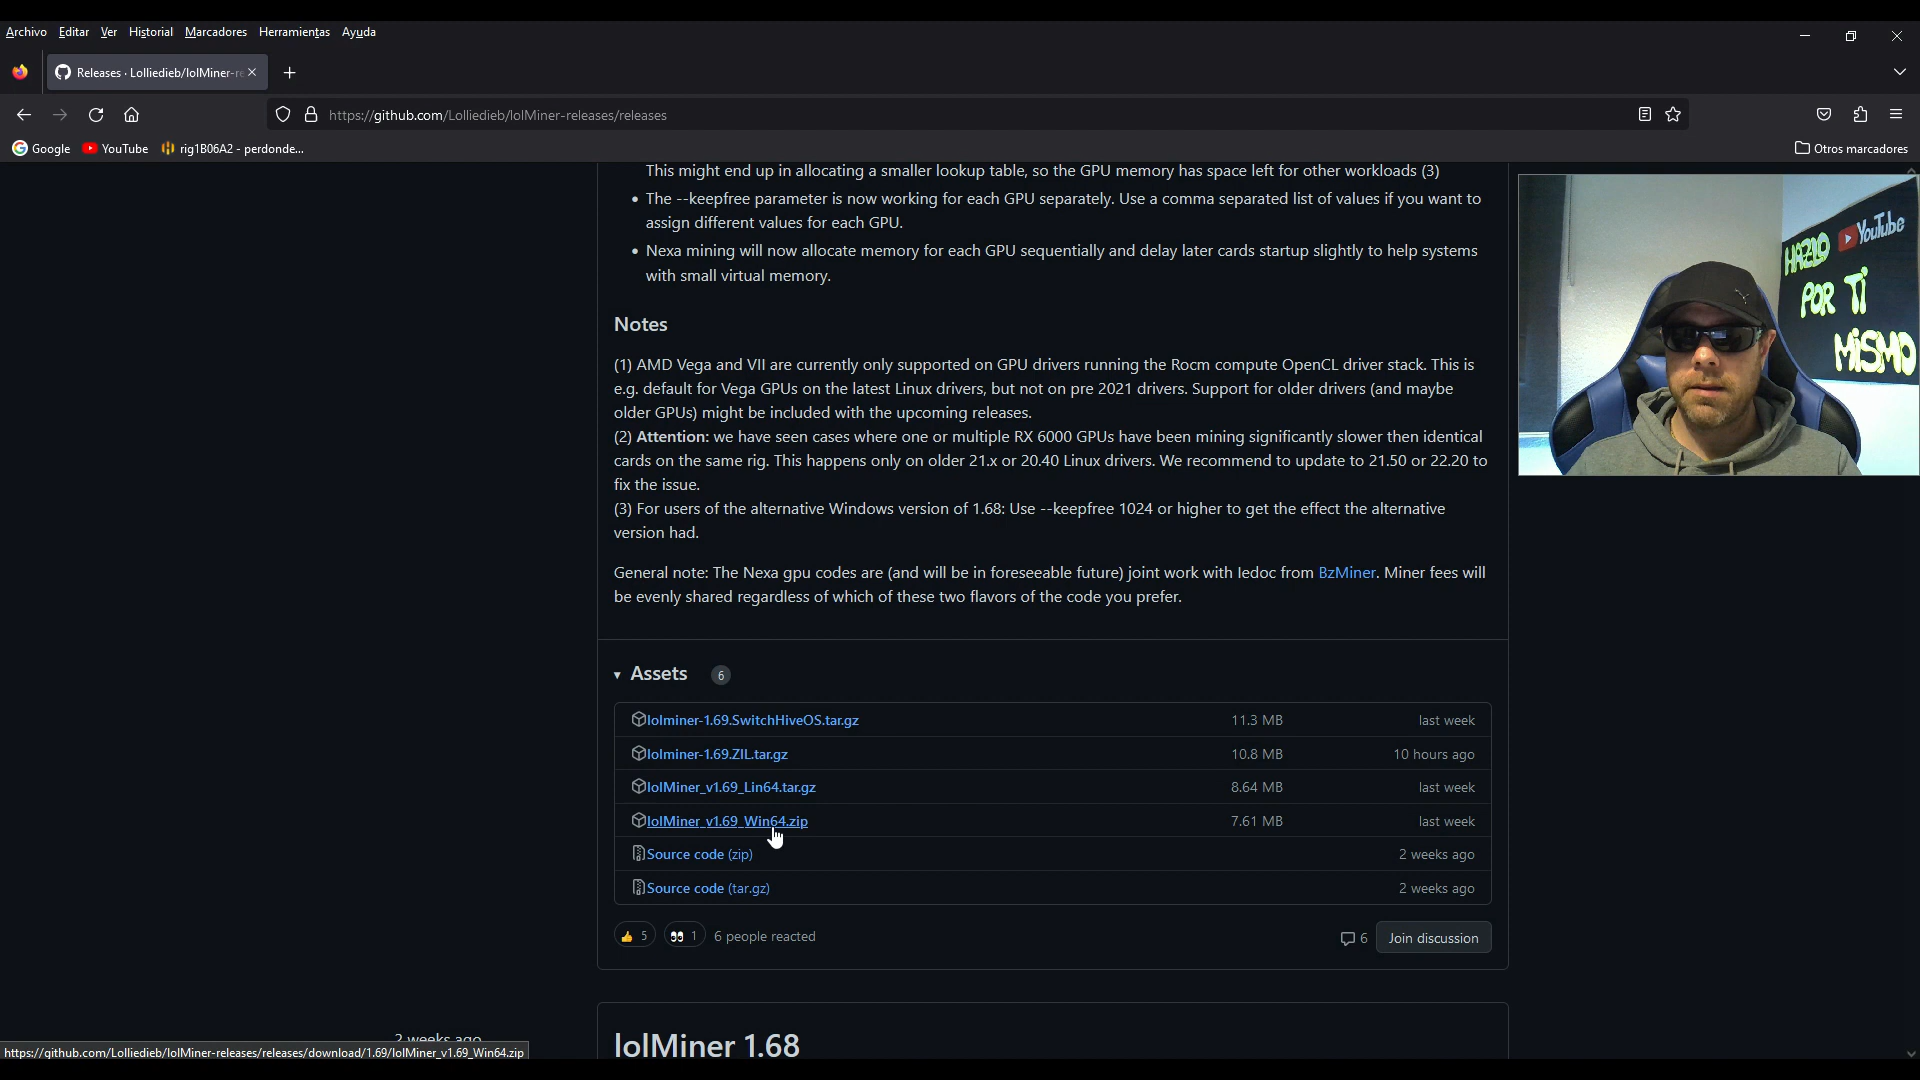 Archivo Editar Ver Historial Marcadores Herramientas Ayuda
Releases · Lolliedieb/lolMiner-re
https://github.com/Lolliedieb/lolMiner-releases/releases
Google YouTube rig1B06A2 - perdonde... Otros marcadores
This might end up in allocating a smaller lookup table, so the GPU memory has space left for other workloads (3)
• The --keepfree parameter is now working for each GPU separately. Use a comma separated list of values if you want to
assign different values for each GPU.
• Nexa mining will now allocate memory for each GPU sequentially and delay later cards startup slightly to help systems
with small virtual memory.
HAZLO YouTube
POR TI
MiSMO
Notes
(1) AMD Vega and VII are currently only supported on GPU drivers running the Rocm compute OpenCL driver stack. This is
e.g. default for Vega GPUs on the latest Linux drivers, but not on pre 2021 drivers. Support for older drivers (and maybe
older GPUs) might be included with the upcoming releases.
(2) Attention: we have seen cases where one or multiple RX 6000 GPUs have been mining significantly slower then identical
cards on the same rig. This happens only on older 21.x or 20.40 Linux drivers. We recommend to update to 21.50 or 22.20 to
fix the issue.
(3) For users of the alternative Windows version of 1.68: Use --keepfree 1024 or higher to get the effect the alternative
version had.
General note: The Nexa gpu codes are (and will be in foreseeable future) joint work with ledoc from BzMiner. Miner fees will
be evenly shared regardless of which of these two flavors of the code you prefer.
Assets 6
lolminer-1.69.SwitchHiveOS.tar.gz 11.3 MB last week
lolminer-1.69.ZIL.tar.gz 10.8 MB 10 hours ago
lolMiner_v1.69_Lin64.tar.gz 8.64 MB last week
lolMiner_v1.69_Win64.zip 7.61 MB last week
Source code (zip) 2 weeks ago
Source code (tar.gz) 2 weeks ago
5 1 6 people reacted 6 Join discussion
2 weeks ago
lolMiner 1.68
https://github.com/Lolliedieb/lolMiner-releases/releases/download/1.69/lolMiner_v1.69_Win64.zip